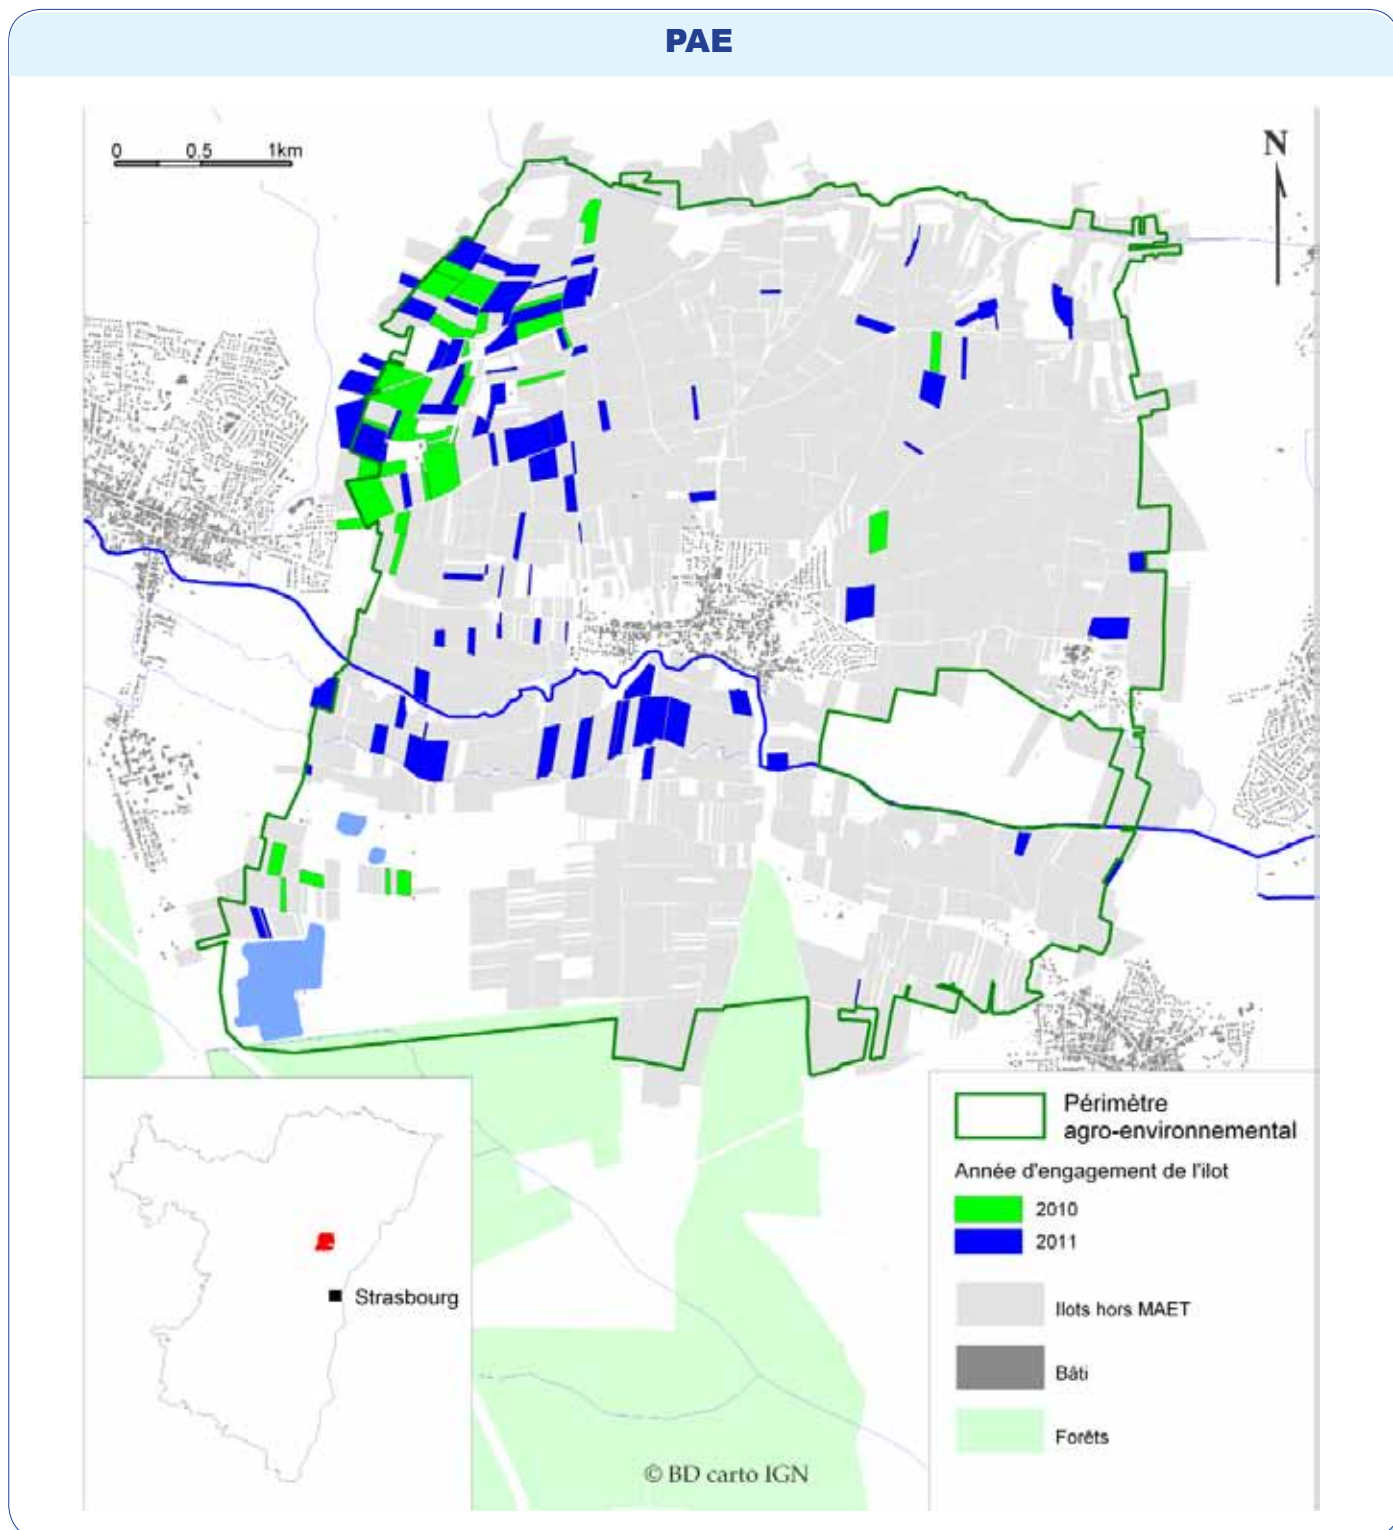 PAE
0 0.5 1km
N
Périmètre
agro-environnemental
Année d'engagement de l'ilot
2010
2011
Ilots hors MAET
Bâti
Forêts
Strasbourg
© BD carto IGN